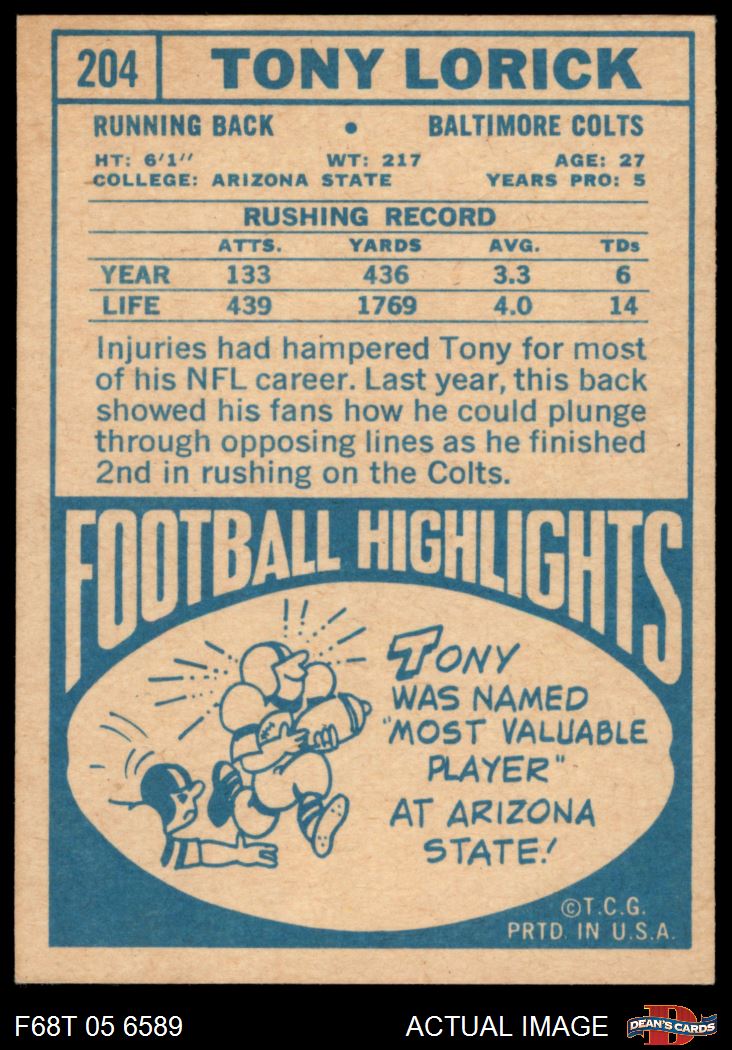 204
TONY LORICK
RUNNING BACK • BALTIMORE COLTS
HT: 6'1" WT: 217 AGE: 27
COLLEGE: ARIZONA STATE YEARS PRO: 5
RUSHING RECORD
ATTS. YARDS AVG. TDs
YEAR 133 436 3.3 6
LIFE 439 1769 4.0 14
Injuries had hampered Tony for most
of his NFL career. Last year, this back
showed his fans how he could plunge
through opposing lines as he finished
2nd in rushing on the Colts.
FOOTBALL HIGHLIGHTS
TONY
WAS NAMED
"MOST VALUABLE
PLAYER"
AT ARIZONA
STATE!
©T.C.G.
PRTD. IN U.S.A.
F68T 05 6589
ACTUAL IMAGE
D
DEAN'S CARDS